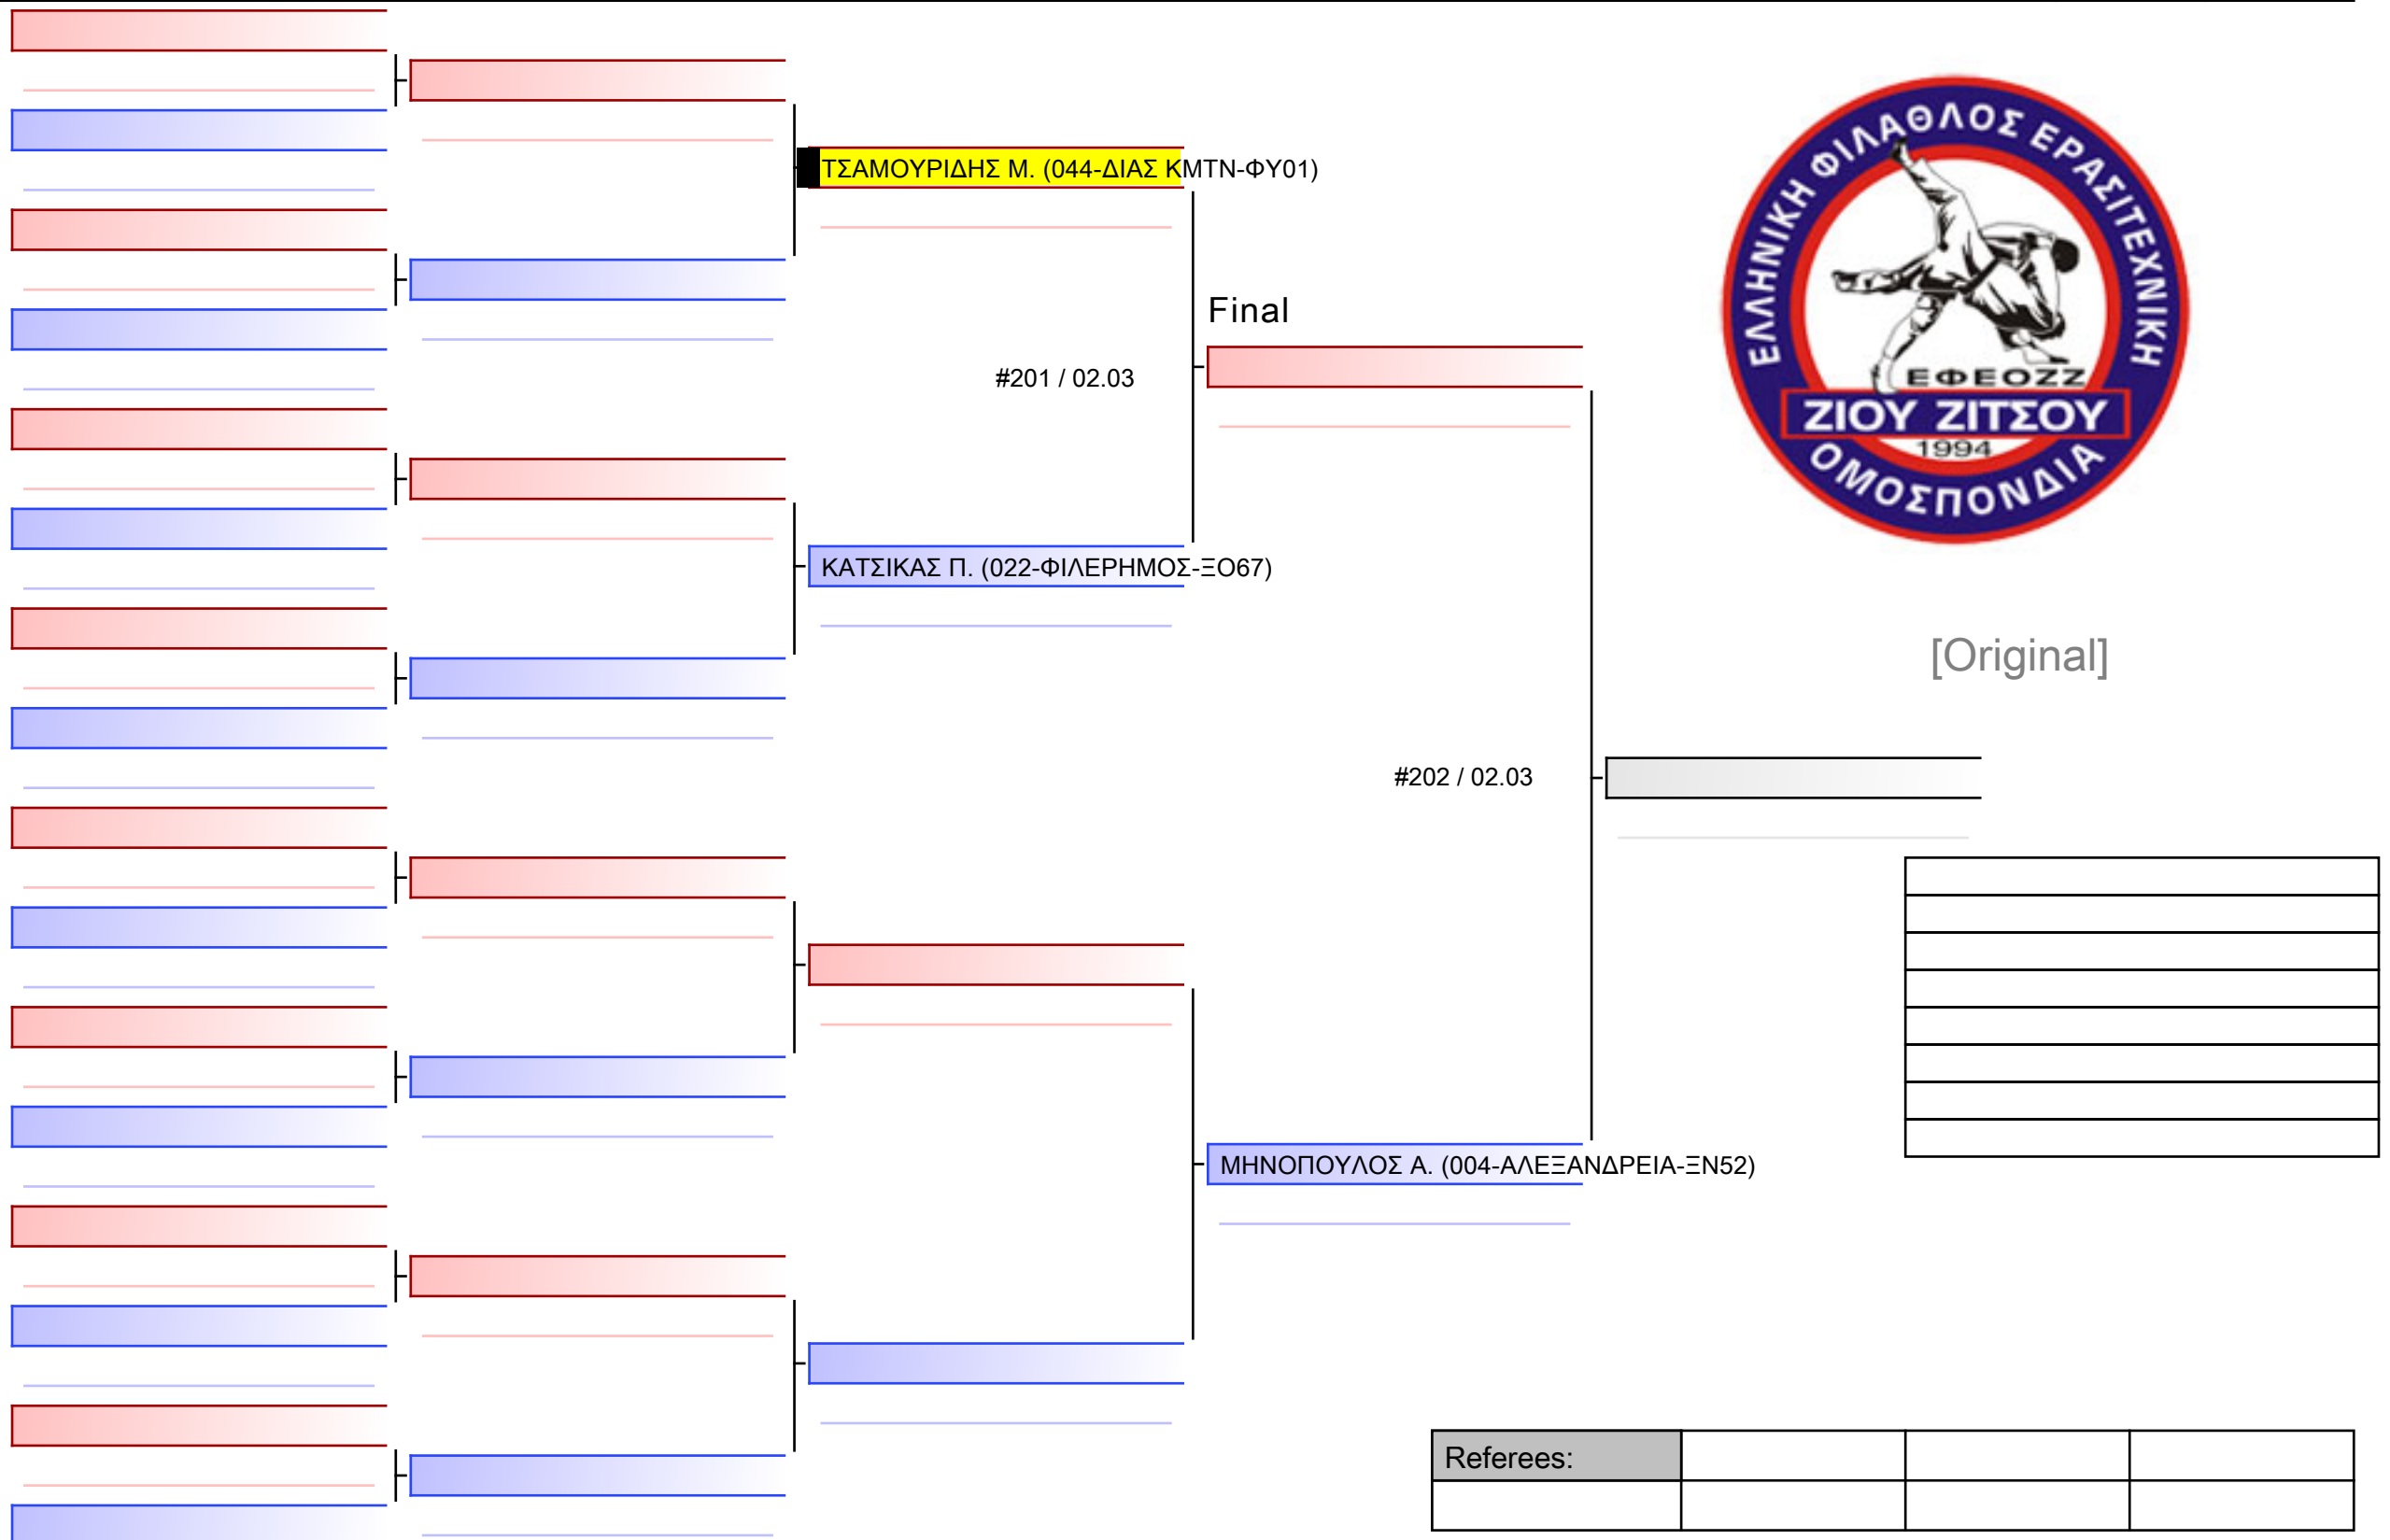 ΤΣΑΜΟΥΡΙΔΗΣ Μ. (044-ΔΙΑΣ ΚΜΤΝ-ΦΥ01)
Final
#201 / 02.03
ΚΑΤΣΙΚΑΣ Π. (022-ΦΙΛΕΡΗΜΟΣ-ΞΟ67)
ΕΛΛΗΝΙΚΗ ΦΙΛΑΘΛΟΣ ΕΡΑΣΙΤΕΧΝΙΚΗ
ΕΦΕΟΖΖ
ΖΙΟΥ ΖΙΤΣΟΥ
1994
ΟΜΟΣΠΟΝΔΙΑ
[Original]
#202 / 02.03
ΜΗΝΟΠΟΥΛΟΣ Α. (004-ΑΛΕΞΑΝΔΡΕΙΑ-ΞΝ52)
Referees: